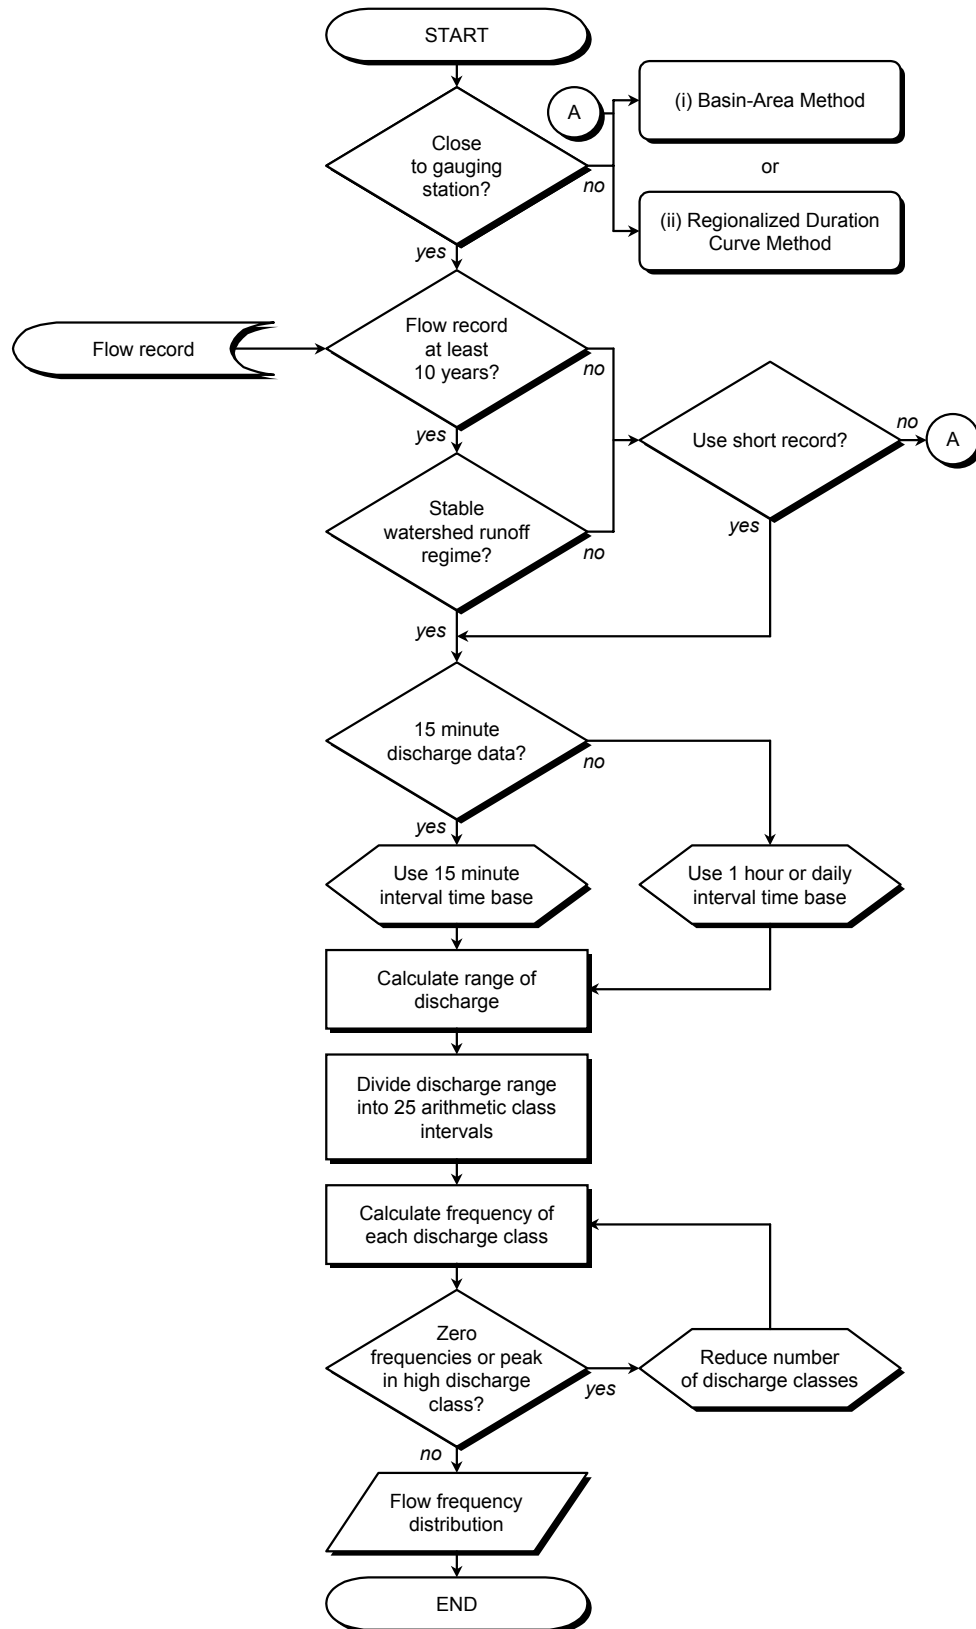 START
Close
to gauging
station?
no
yes
A
(i) Basin-Area Method
or
(ii) Regionalized Duration
Curve Method
Flow record
Flow record
at least
10 years?
no
yes
Use short record?
no
A
yes
Stable
watershed runoff
regime?
no
yes
15 minute
discharge data?
no
yes
Use 15 minute
interval time base
Use 1 hour or daily
interval time base
Calculate range of
discharge
Divide discharge range
into 25 arithmetic class
intervals
Calculate frequency of
each discharge class
Zero
frequencies or peak
in high discharge
class?
yes
Reduce number
of discharge classes
no
Flow frequency
distribution
END